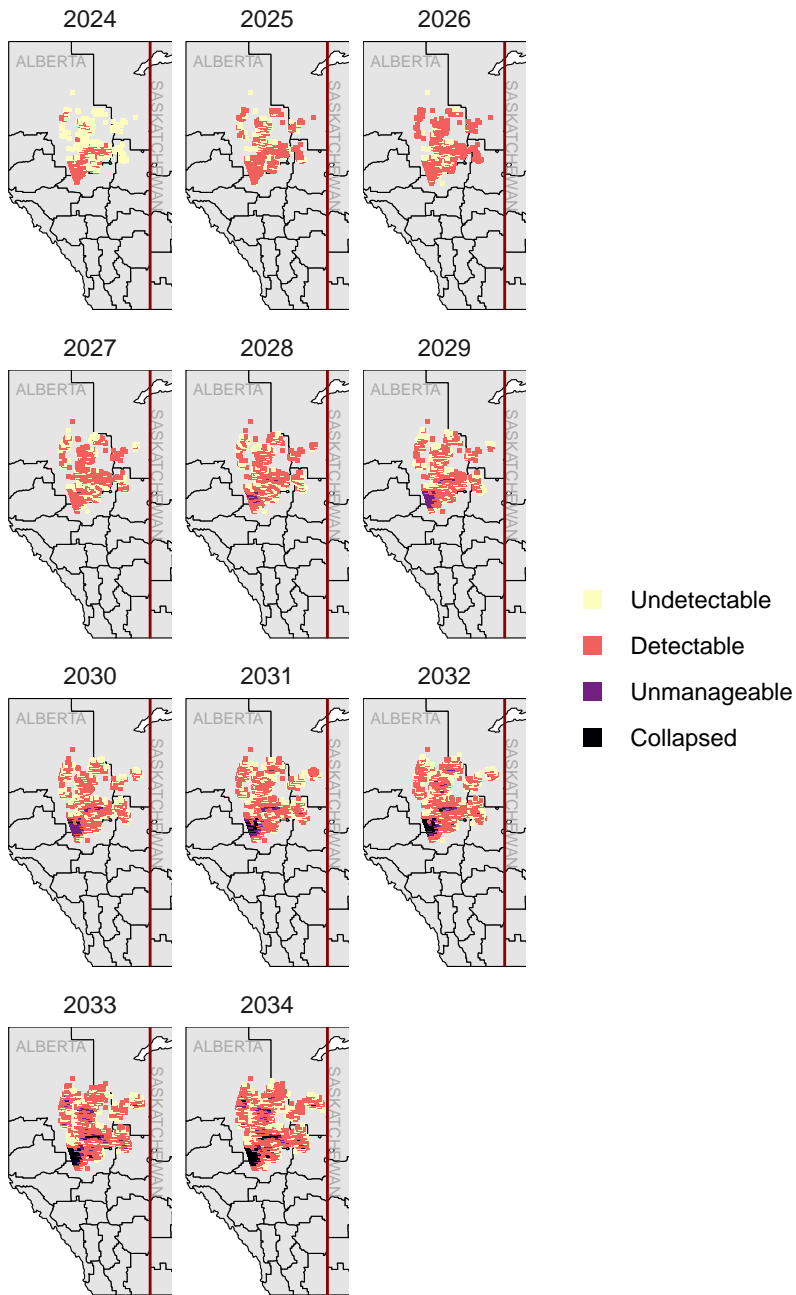 2024
2025
2026
ALBERTA
SASKATCHEWAN
ALBERTA
SASKATCHEWAN
ALBERTA
SASKATCHEWAN
2027
2028
2029
ALBERTA
SASKATCHEWAN
ALBERTA
SASKATCHEWAN
ALBERTA
SASKATCHEWAN
Undetectable
Detectable
Unmanageable
Collapsed
2030
2031
2032
ALBERTA
SASKATCHEWAN
ALBERTA
SASKATCHEWAN
ALBERTA
SASKATCHEWAN
2033
2034
ALBERTA
SASKATCHEWAN
ALBERTA
SASKATCHEWAN